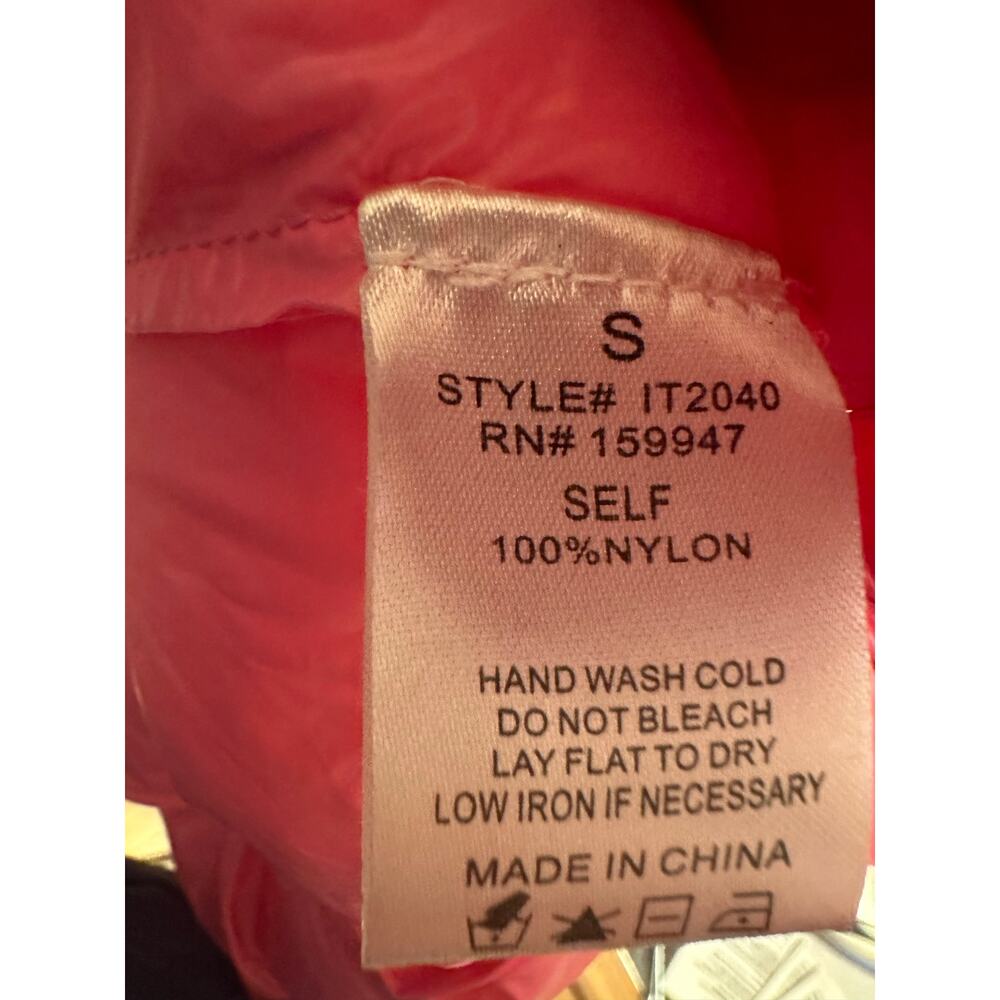 S
STYLE# IT2040
RN# 159947
SELF
100%NYLON
HAND WASH COLD
DO NOT BLEACH
LAY FLAT TO DRY
LOW IRON IF NECESSARY
MADE IN CHINA